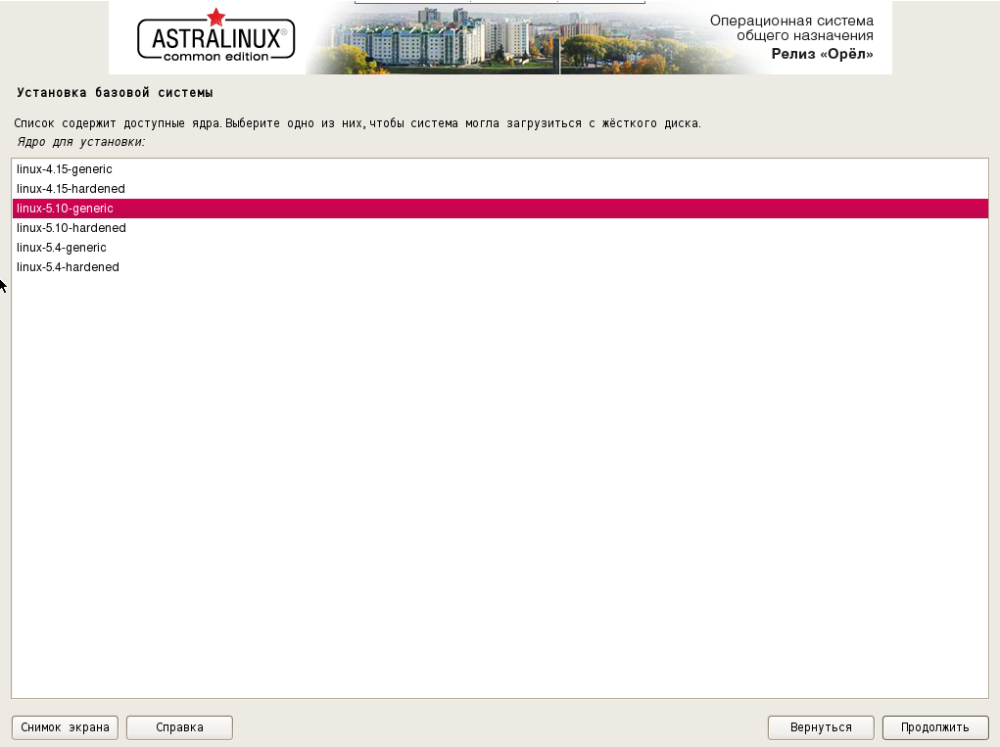 ASTRALINUX®
common edition
Операционная система
общего назначения
Релиз «Орёл»
Установка базовой системы
Список содержит доступные ядра. Выберите одно из них, чтобы система могла загрузиться с жёсткого диска.
Ядро для установки:
linux-4.15-generic
linux-4.15-hardened
linux-5.10-generic
linux-5.10-hardened
linux-5.4-generic
linux-5.4-hardened
Снимок экрана
Справка
Вернуться
Продолжить